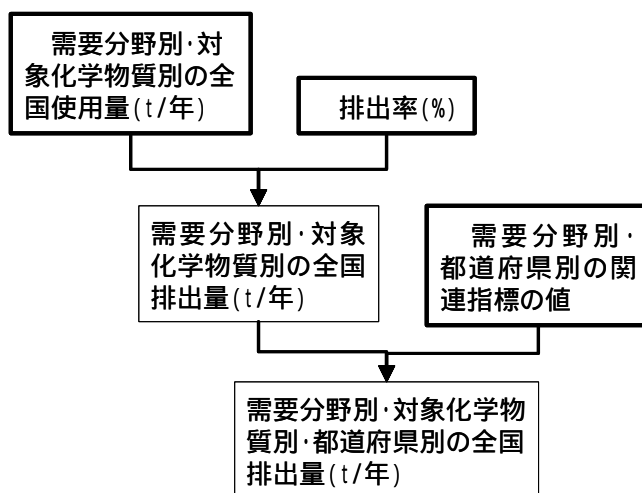 需要分野別・対
象化学物質別の全
国使用量(t/年)
排出率(%)
需要分野別・対象
化学物質別の全国
排出量(t/年)
需要分野別・
都道府県別の関
連指標の値
需要分野別・対象化学物
質別・都道府県別の全国
排出量(t/年)